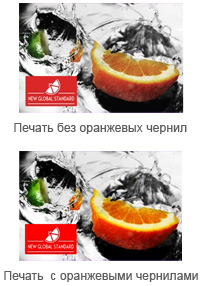 NEW GLOBAL STANDARD
Печать без оранжевых чернил
NEW GLOBAL STANDARD
Печать с оранжевыми чернилами